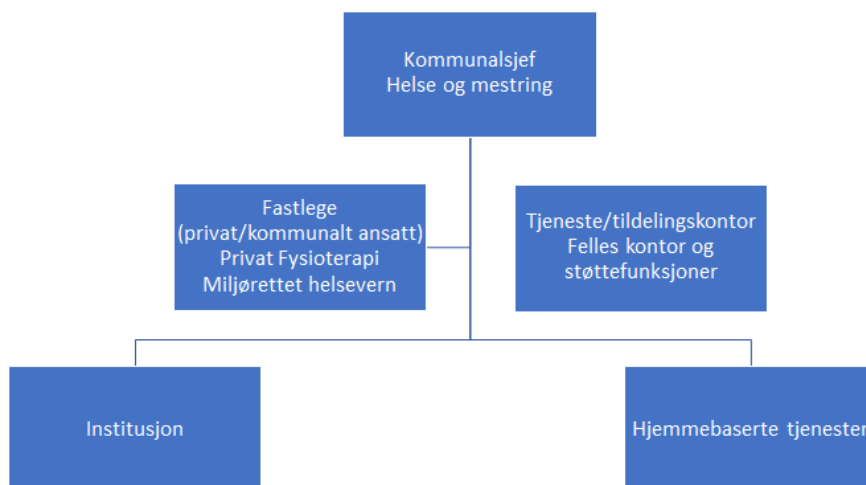 Kommunalsjef
Helse og mestring
Fastlege
(privat/kommunalt ansatt)
Privat Fysioterapi
Miljørettet helsevern
Tjeneste/tildelingskontor
Felles kontor og
støttefunksjoner
Institusjon
Hjemmebaserte tjenester